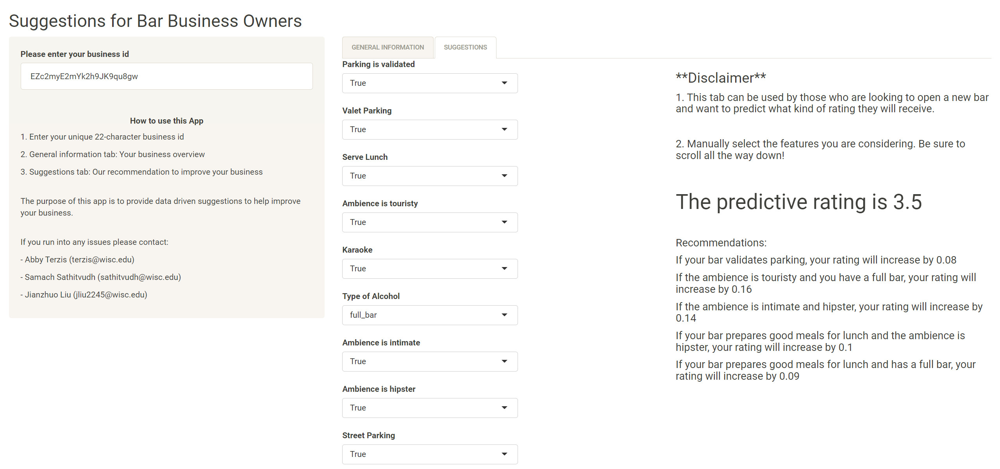 Suggestions for Bar Business Owners
Please enter your business id
EZc2myE2mYk2h9JK9qu8gw
How to use this App
1. Enter your unique 22-character business id
2. General information tab: Your business overview
3. Suggestions tab: Our recommendation to improve your business
The purpose of this app is to provide data driven suggestions to help improve
your business.
If you run into any issues please contact:
- Abby Terzis (terzis@wisc.edu)
- Samach Sathitvudh (sathitvudh@wisc.edu)
- Jianzhuo Liu (jliu2245@wisc.edu)
GENERAL INFORMATION
SUGGESTIONS
Parking is validated
True
Valet Parking
True
Serve Lunch
True
Ambience is touristy
True
Karaoke
True
Type of Alcohol
full_bar
Ambience is intimate
True
Ambience is hipster
True
Street Parking
True
**Disclaimer**
1. This tab can be used by those who are looking to open a new bar
and want to predict what kind of rating they will receive.
2. Manually select the features you are considering. Be sure to
scroll all the way down!
The predictive rating is 3.5
Recommendations:
If your bar validates parking, your rating will increase by 0.08
If the ambience is touristy and you have a full bar, your rating will
increase by 0.16
If the ambience is intimate and hipster, your rating will increase by
0.14
If your bar prepares good meals for lunch and the ambience is
hipster, your rating will increase by 0.1
If your bar prepares good meals for lunch and has a full bar, your
rating will increase by 0.09